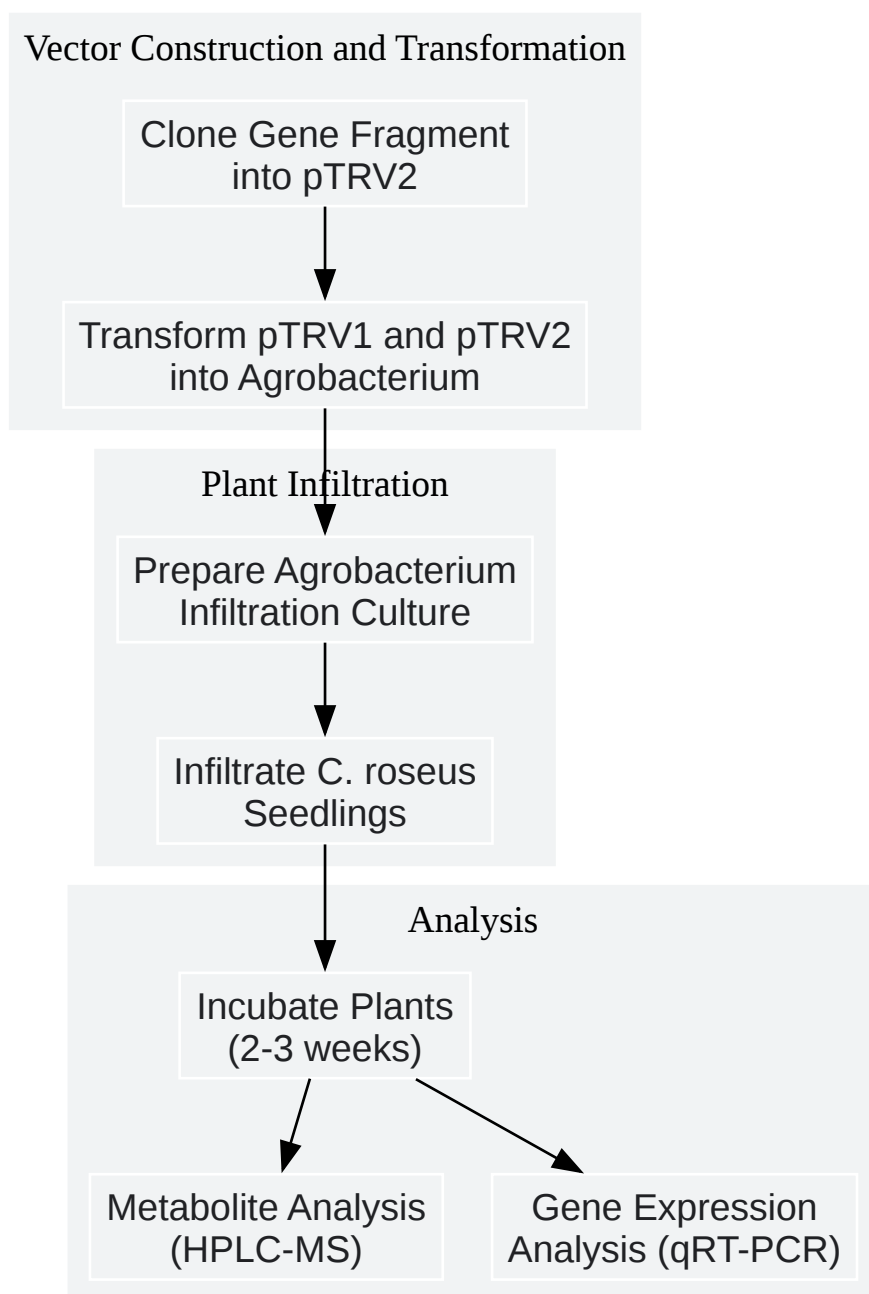 Vector Construction and Transformation
Clone Gene Fragment
into pTRV2
Transform pTRV1 and pTRV2
into Agrobacterium
Plant Infiltration
Prepare Agrobacterium
Infiltration Culture
Infiltrate C. roseus
Seedlings
Analysis
Incubate Plants
(2-3 weeks)
Metabolite Analysis
(HPLC-MS)
Gene Expression
Analysis (qRT-PCR)